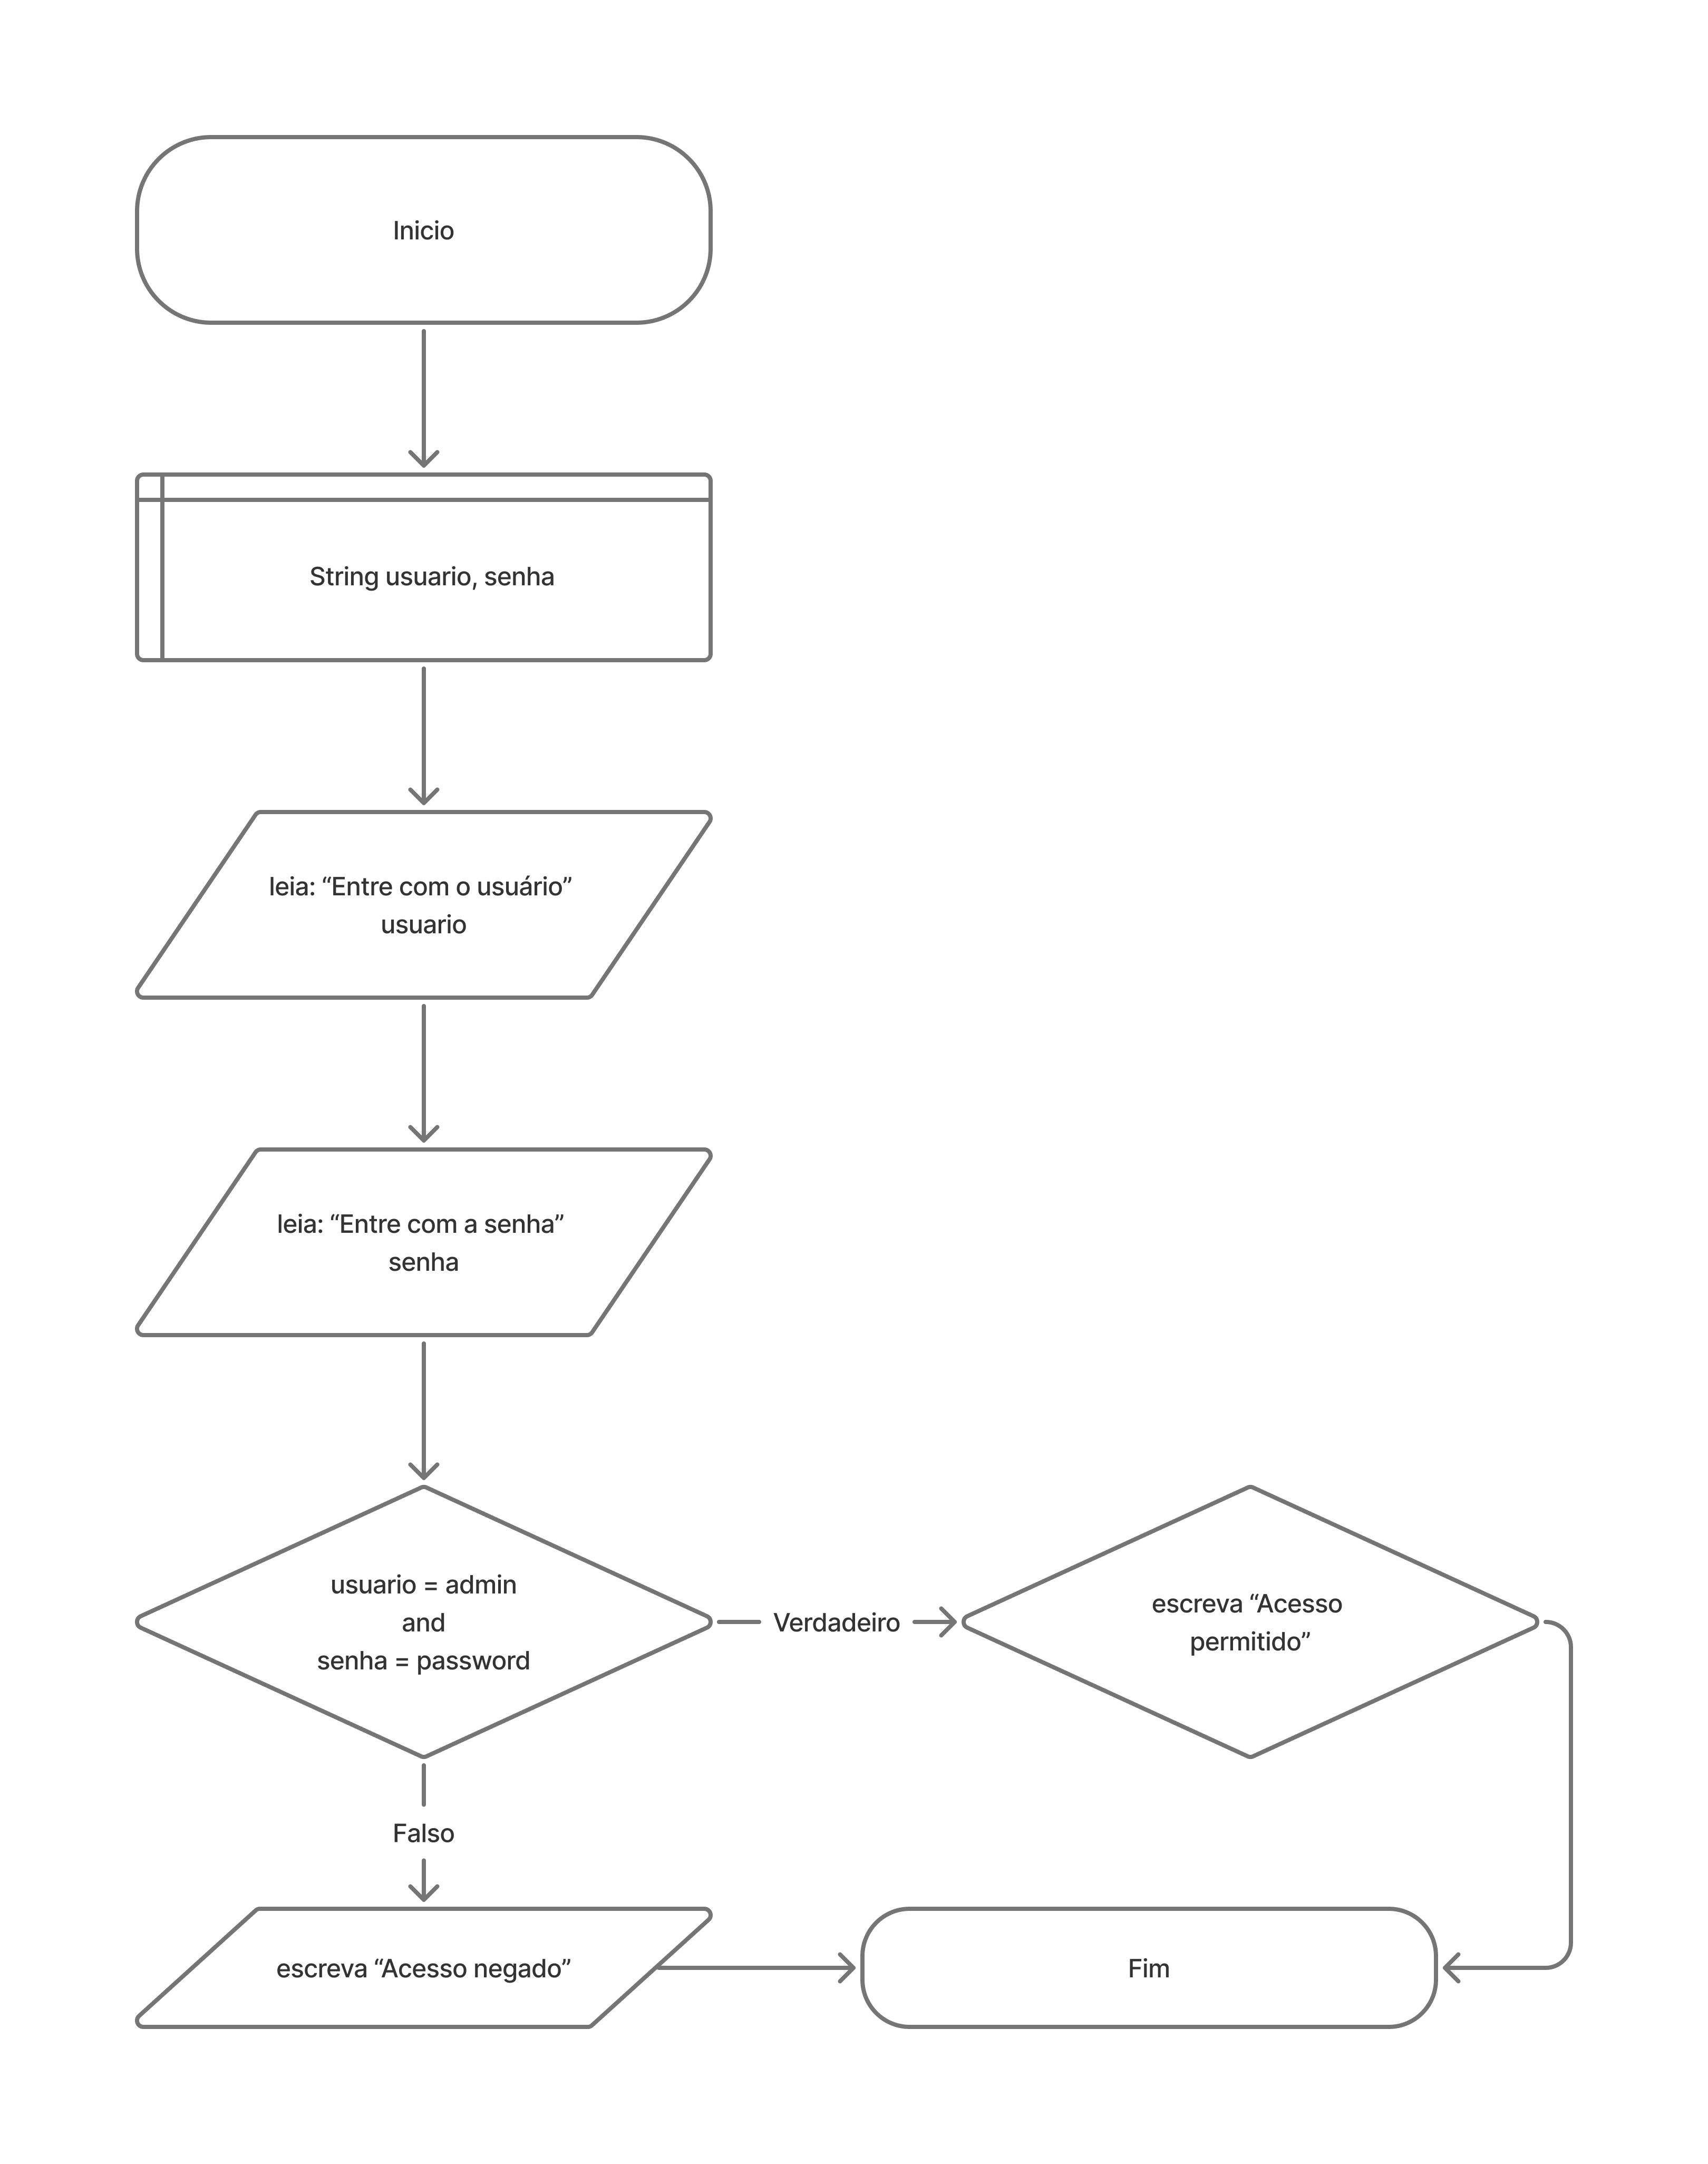 Inicio
String usuario, senha
leia: “Entre com o usuário”
usuario
leia: “Entre com a senha”
senha
usuario = admin
and
senha = password
Verdadeiro
escreva “Acesso
permitido”
Falso
escreva “Acesso negado”
Fim